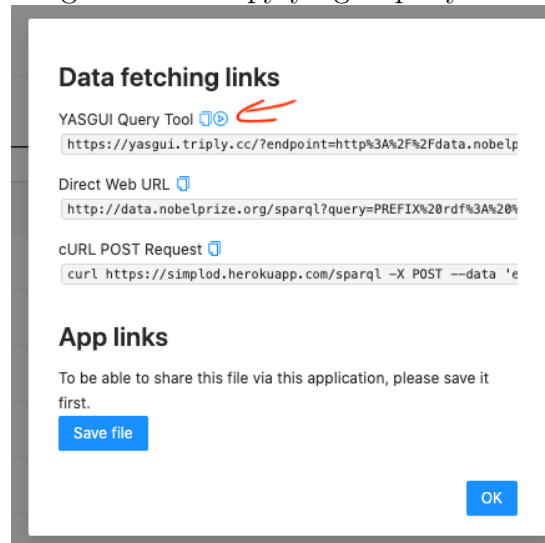 Data fetching links
YASGUI Query Tool
https://yasgui.triply.cc/?endpoint=http%3A%2F%2Fdata.nobelp
Direct Web URL
http://data.nobelprize.org/sparql?query=PREFIX%20rdf%3A%20%
cURL POST Request
curl https://simplod.herokuapp.com/sparql -X POST --data 'e
App links
To be able to share this file via this application, please save it
first.
Save file
OK